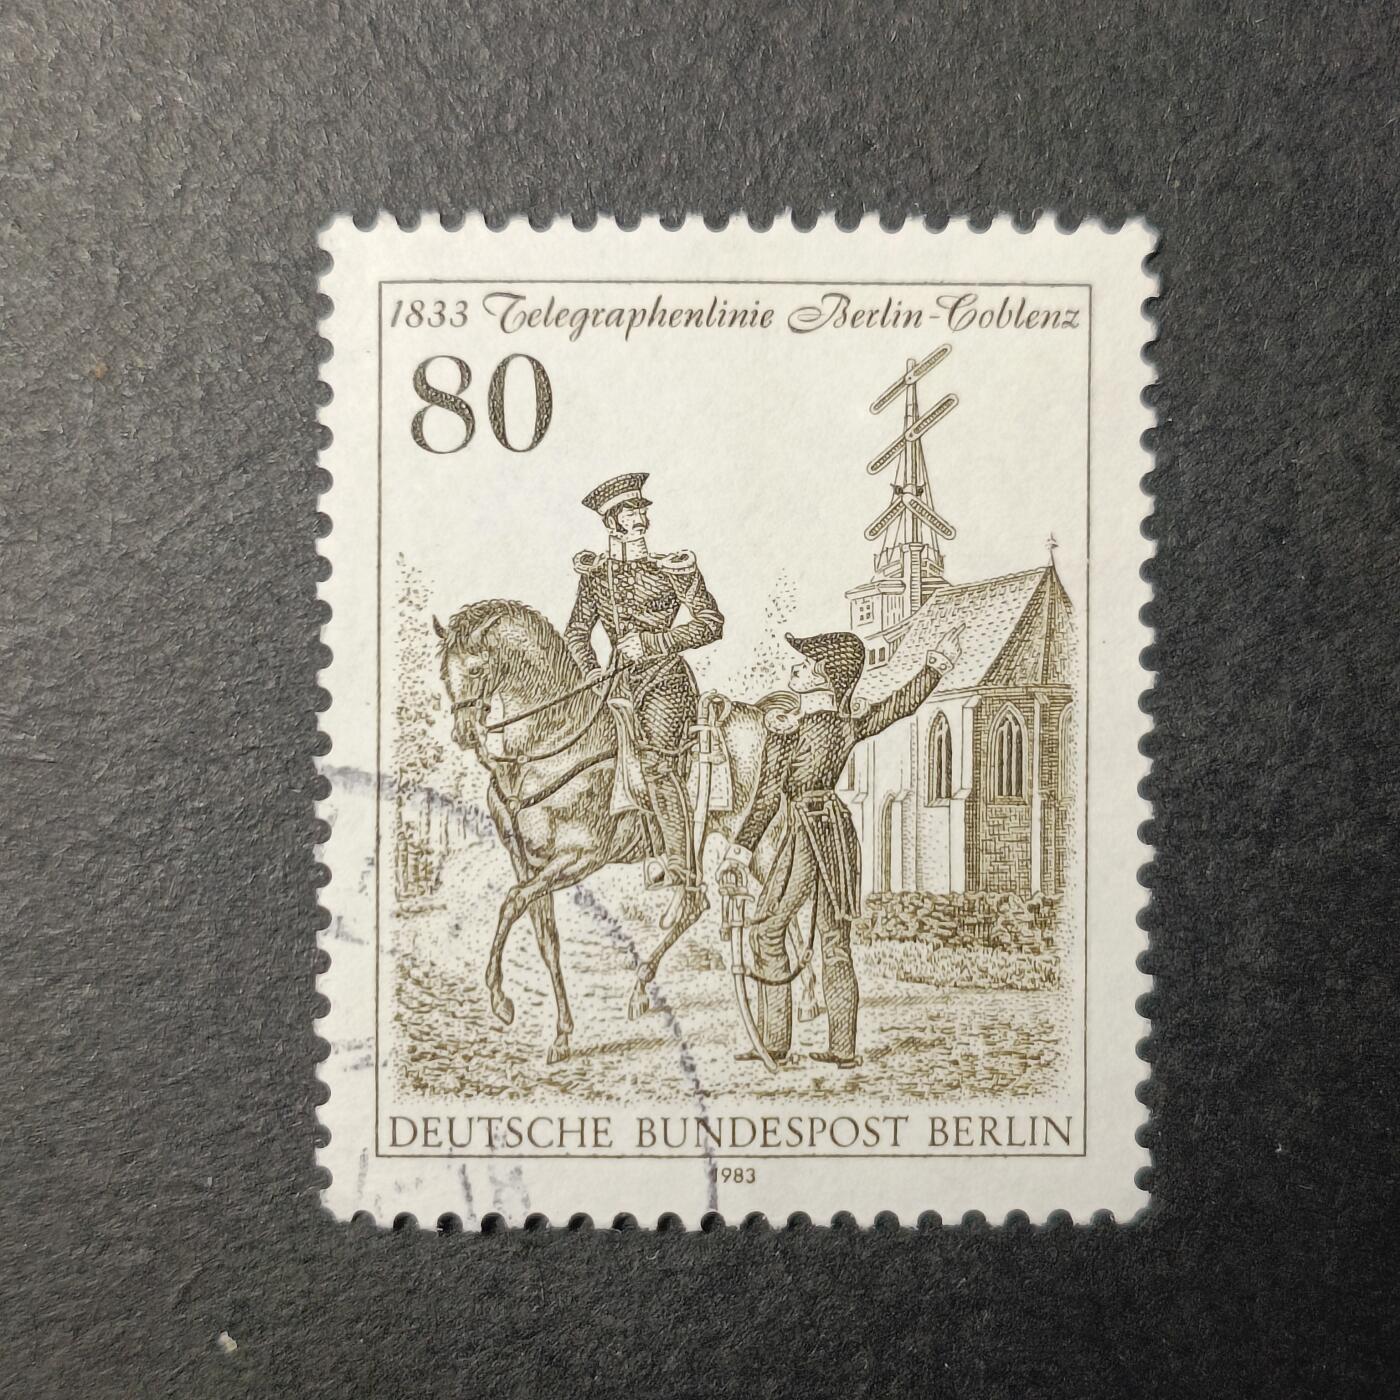 1833 Telegraphenlinie Berlin-Coblenz
80
DEUTSCHE BUNDESPOST BERLIN
1983